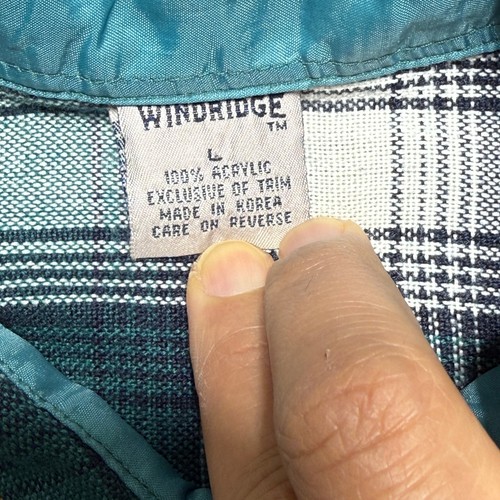 WINDRIDGE
TM
L
100% ACRYLIC
EXCLUSIVE OF TRIM
MADE IN KOREA
CARE ON REVERSE